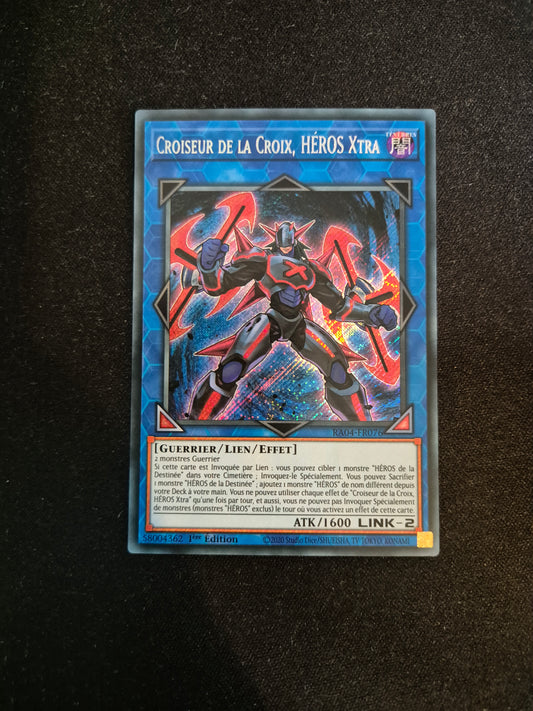 CROISEUR DE LA CROIX, HÉROS XTRA
TÉNÈBRES
闇
RA04-FR076
[GUERRIER/LIEN/EFFET]
2 monstres Guerrier
Si cette carte est Invoquée par Lien : vous pouvez cibler 1 monstre "HÉROS de la
Destinée" dans votre Cimetière ; Invoquez-le Spécialement. Vous pouvez Sacrifier
1 monstre "HÉROS de la Destinée" ; ajoutez 1 monstre "HÉROS" de nom différent depuis
votre Deck à votre main. Vous ne pouvez utiliser chaque effet de "Croiseur de la Croix,
HÉROS Xtra" qu'une fois par tour, et aussi, vous ne pouvez pas Invoquer Spécialement
de monstres (monstres "HÉROS" exclus) le tour où vous activez un effet de cette carte.
ATK/1600 LINK-2
58004362 1ère Édition ©2020 Studio Dice/SHUEISHA, TV TOKYO, KONAMI